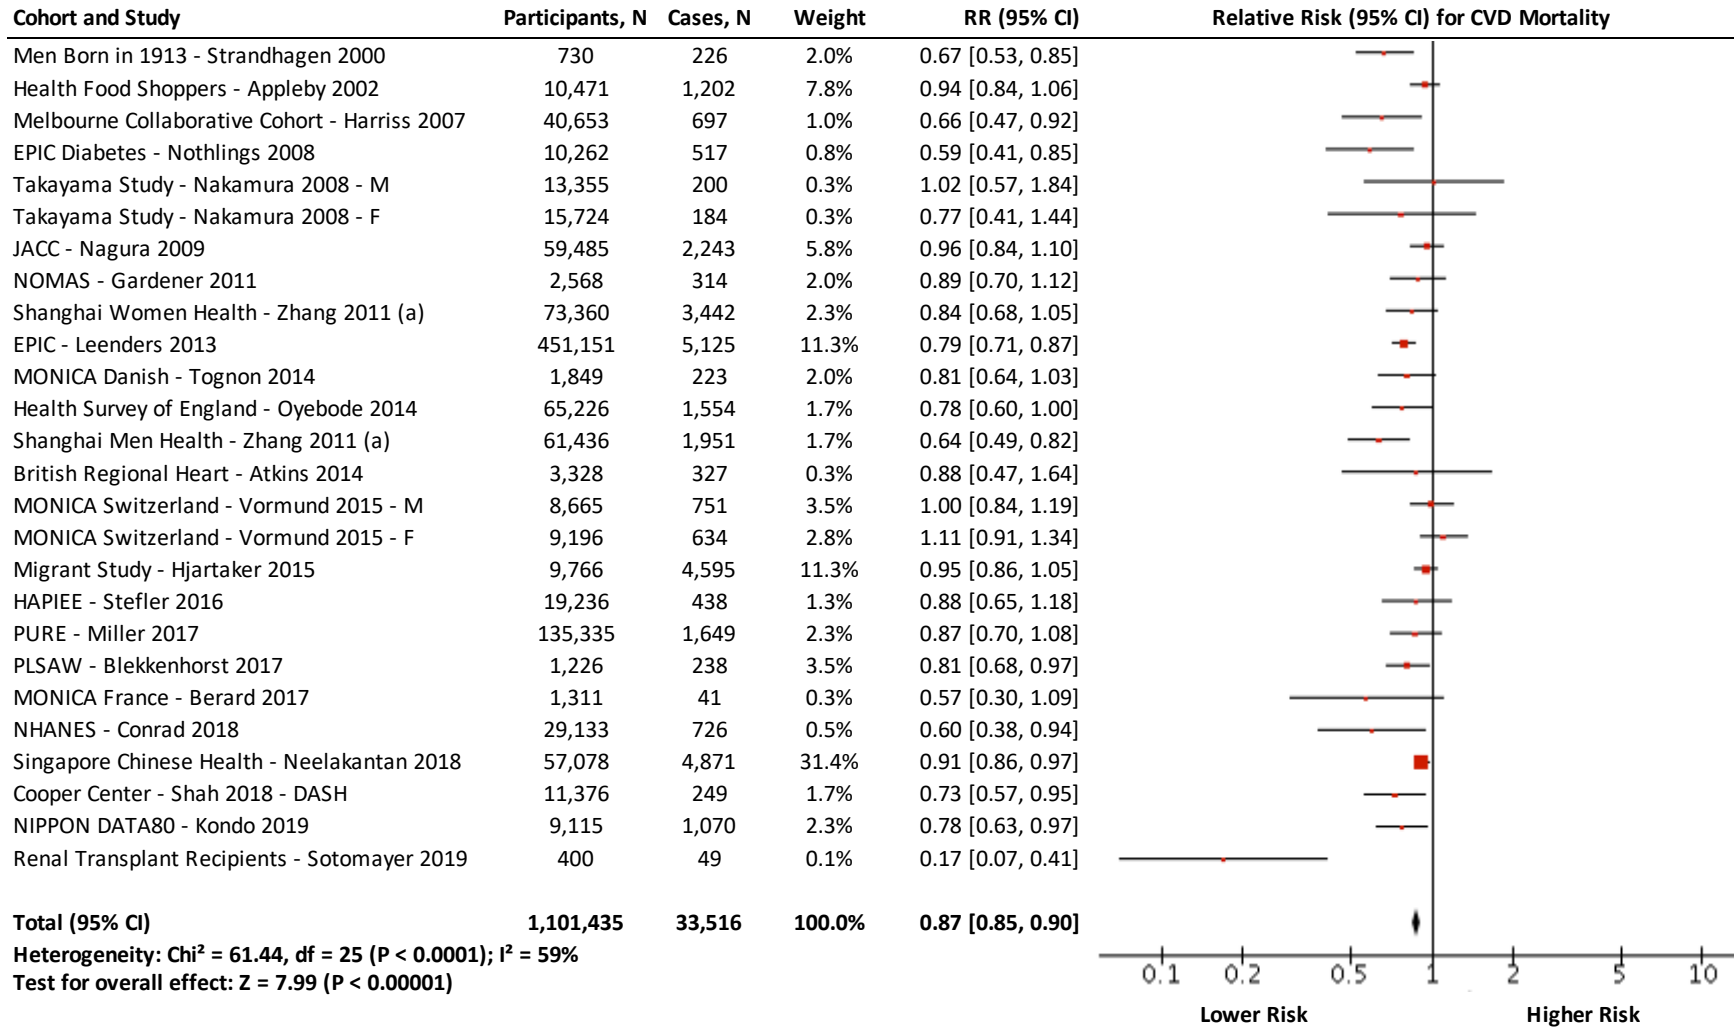 Cohort and Study Participants, N Cases, N Weight RR (95% CI) Relative Risk (95% CI) for CVD Mortality
Men Born in 1913 - Strandhagen 2000 730 226 2.0% 0.67 [0.53, 0.85]
Health Food Shoppers - Appleby 2002 10,471 1,202 7.8% 0.94 [0.84, 1.06]
Melbourne Collaborative Cohort - Harriss 2007 40,653 697 1.0% 0.66 [0.47, 0.92]
EPIC Diabetes - Nothlings 2008 10,262 517 0.8% 0.59 [0.41, 0.85]
Takayama Study - Nakamura 2008 - M 13,355 200 0.3% 1.02 [0.57, 1.84]
Takayama Study - Nakamura 2008 - F 15,724 184 0.3% 0.77 [0.41, 1.44]
JACC - Nagura 2009 59,485 2,243 5.8% 0.96 [0.84, 1.10]
NOMAS - Gardener 2011 2,568 314 2.0% 0.89 [0.70, 1.12]
Shanghai Women Health - Zhang 2011 (a) 73,360 3,442 2.3% 0.84 [0.68, 1.05]
EPIC - Leenders 2013 451,151 5,125 11.3% 0.79 [0.71, 0.87]
MONICA Danish - Tognon 2014 1,849 223 2.0% 0.81 [0.64, 1.03]
Health Survey of England - Oyebode 2014 65,226 1,554 1.7% 0.78 [0.60, 1.00]
Shanghai Men Health - Zhang 2011 (a) 61,436 1,951 1.7% 0.64 [0.49, 0.82]
British Regional Heart - Atkins 2014 3,328 327 0.3% 0.88 [0.47, 1.64]
MONICA Switzerland - Vormund 2015 - M 8,665 751 3.5% 1.00 [0.84, 1.19]
MONICA Switzerland - Vormund 2015 - F 9,196 634 2.8% 1.11 [0.91, 1.34]
Migrant Study - Hjartaker 2015 9,766 4,595 11.3% 0.95 [0.86, 1.05]
HAPIEE - Stefler 2016 19,236 438 1.3% 0.88 [0.65, 1.18]
PURE - Miller 2017 135,335 1,649 2.3% 0.87 [0.70, 1.08]
PLSAW - Blekkenhorst 2017 1,226 238 3.5% 0.81 [0.68, 0.97]
MONICA France - Berard 2017 1,311 41 0.3% 0.57 [0.30, 1.09]
NHANES - Conrad 2018 29,133 726 0.5% 0.60 [0.38, 0.94]
Singapore Chinese Health - Neelakantan 2018 57,078 4,871 31.4% 0.91 [0.86, 0.97]
Cooper Center - Shah 2018 - DASH 11,376 249 1.7% 0.73 [0.57, 0.95]
NIPPON DATA80 - Kondo 2019 9,115 1,070 2.3% 0.78 [0.63, 0.97]
Renal Transplant Recipients - Sotomayer 2019 400 49 0.1% 0.17 [0.07, 0.41]
Total (95% CI) 1,101,435 33,516 100.0% 0.87 [0.85, 0.90]
Heterogeneity: Chi² = 61.44, df = 25 (P < 0.0001); I² = 59%
Test for overall effect: Z = 7.99 (P < 0.00001)
0.1 0.2 0.5 1 2 5 10
Lower Risk Higher Risk